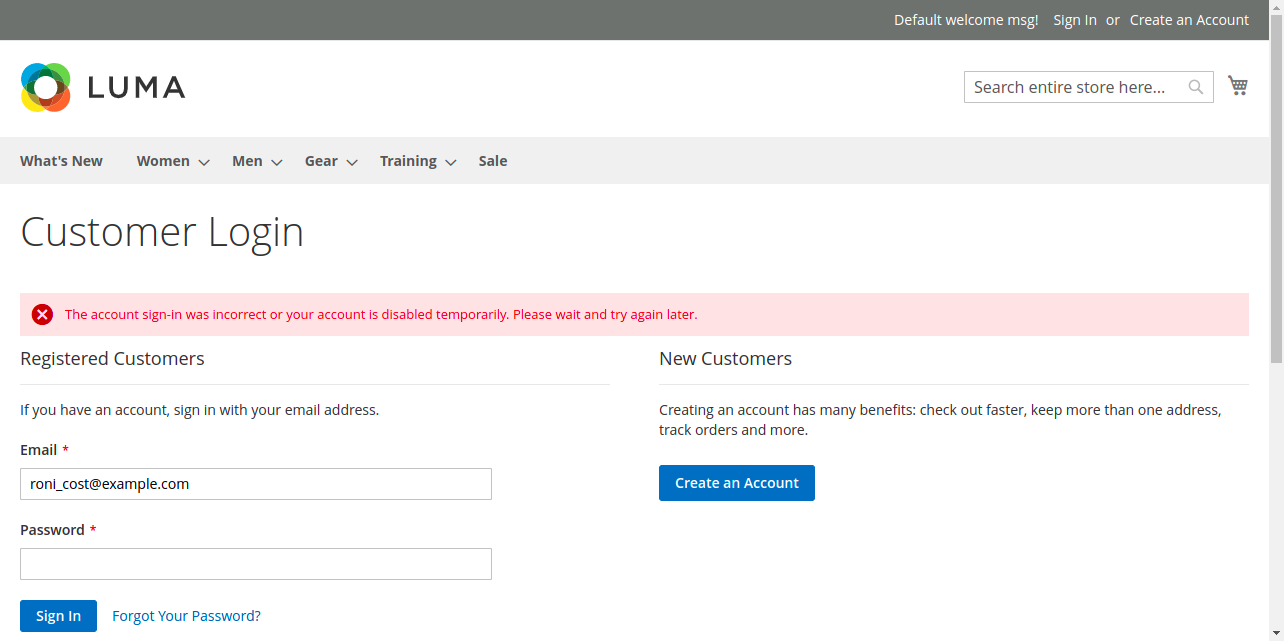 Default welcome msg! Sign In or Create an Account
LUMA
Search entire store here...
What's New Women Men Gear Training Sale
Customer Login
The account sign-in was incorrect or your account is disabled temporarily. Please wait and try again later.
Registered Customers
If you have an account, sign in with your email address.
Email *
roni_cost@example.com
Password *
Sign In Forgot Your Password?
New Customers
Creating an account has many benefits: check out faster, keep more than one address,
track orders and more.
Create an Account